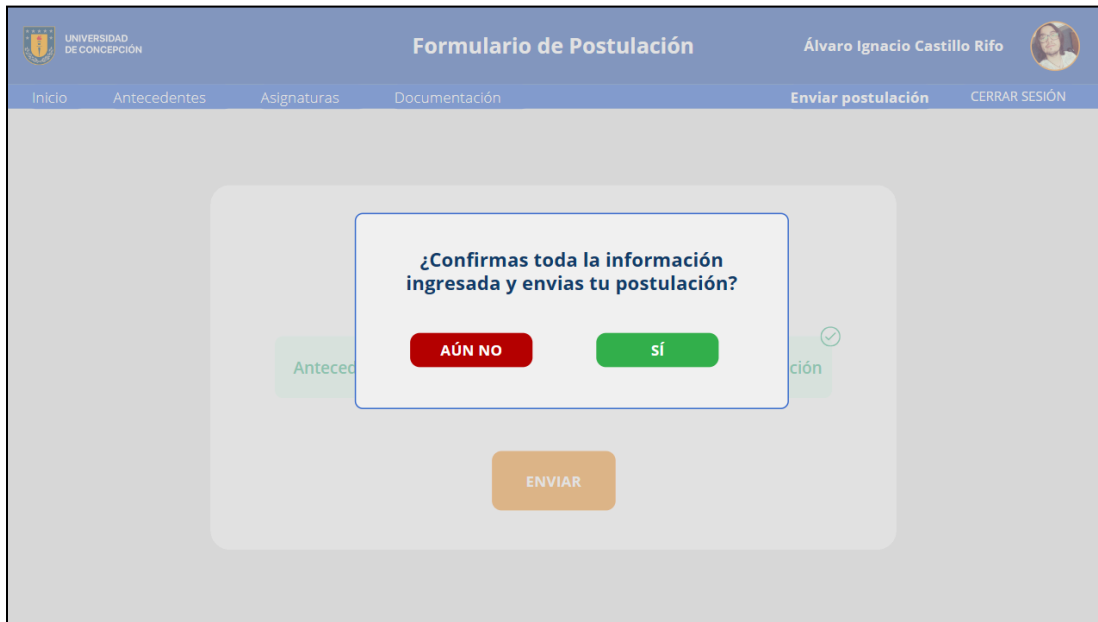 UNIVERSIDAD
DE CONCEPCIÓN
Formulario de Postulación
Álvaro Ignacio Castillo Rifo
Inicio Antecedentes Asignaturas Documentación Enviar postulación CERRAR SESIÓN
¿Confirmas toda la información
ingresada y envias tu postulación?
AÚN NO SÍ
Anteced ción
ENVIAR